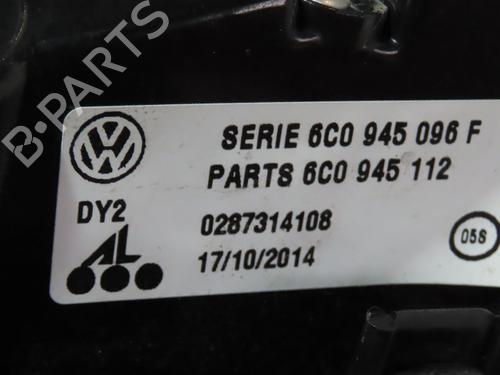 B-PARTS
SERIE 6C0 945 096 F
PARTS 6C0 945 112
DY2
0287314108
05S
AL
17/10/2014